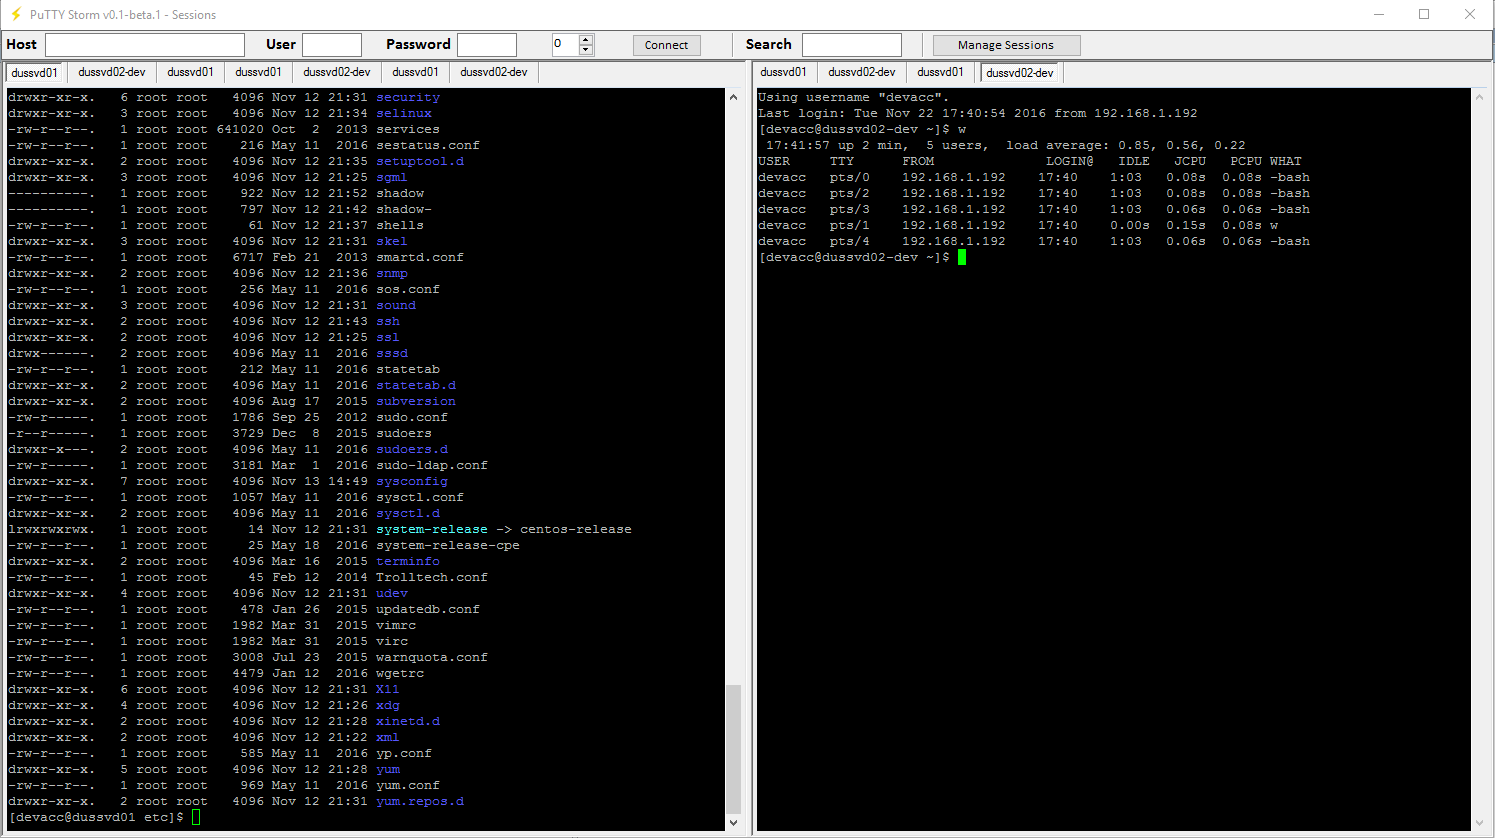 PuTTY Storm v0.1-beta.1 - Sessions
Host User Password 0 Connect Search Manage Sessions
dussvd01 dussvd02-dev dussvd01 dussvd01 dussvd02-dev dussvd01 dussvd02-dev
drwxr-xr-x.   6 root root   4096 Nov 12 21:31 security
drwxr-xr-x.   3 root root   4096 Nov 12 21:34 selinux
-rw-r--r--.   1 root root 641020 Oct  2  2013 services
-rw-r--r--.   1 root root    216 May 11  2016 sestatus.conf
drwxr-xr-x.   2 root root   4096 Nov 12 21:35 setuptool.d
drwxr-xr-x.   3 root root   4096 Nov 12 21:25 sgml
----------.   1 root root    922 Nov 12 21:52 shadow
----------.   1 root root    797 Nov 12 21:42 shadow-
-rw-r--r--.   1 root root     61 Nov 12 21:37 shells
drwxr-xr-x.   3 root root   4096 Nov 12 21:31 skel
-rw-r--r--.   1 root root   6717 Feb 21  2013 smartd.conf
drwxr-xr-x.   2 root root   4096 Nov 12 21:36 snmp
-rw-r--r--.   1 root root    256 May 11  2016 sos.conf
drwxr-xr-x.   3 root root   4096 Nov 12 21:31 sound
drwxr-xr-x.   2 root root   4096 Nov 12 21:43 ssh
drwxr-xr-x.   2 root root   4096 Nov 12 21:25 ssl
drwx------.   2 root root   4096 May 11  2016 sssd
-rw-r--r--.   1 root root    212 May 11  2016 statetab
drwxr-xr-x.   2 root root   4096 May 11  2016 statetab.d
drwxr-xr-x.   2 root root   4096 Aug 17  2015 subversion
-rw-r-----.   1 root root   1786 Sep 25  2012 sudo.conf
-r--r-----.   1 root root   3729 Dec  8  2015 sudoers
drwxr-x---.   2 root root   4096 May 11  2016 sudoers.d
-rw-r-----.   1 root root   3181 Mar  1  2016 sudo-ldap.conf
drwxr-xr-x.   7 root root   4096 Nov 13 14:49 sysconfig
-rw-r--r--.   1 root root   1057 May 11  2016 sysctl.conf
drwxr-xr-x.   2 root root   4096 May 11  2016 sysctl.d
lrwxrwxrwx.   1 root root     14 Nov 12 21:31 system-release -> centos-release
-rw-r--r--.   1 root root     25 May 18  2016 system-release-cpe
drwxr-xr-x.   2 root root   4096 Mar 16  2015 terminfo
-rw-r--r--.   1 root root     45 Feb 12  2014 Trolltech.conf
drwxr-xr-x.   4 root root   4096 Nov 12 21:31 udev
-rw-r--r--.   1 root root    478 Jan 26  2015 updatedb.conf
-rw-r--r--.   1 root root   1982 Mar 31  2015 vimrc
-rw-r--r--.   1 root root   1982 Mar 31  2015 virc
-rw-r--r--.   1 root root   3008 Jul 23  2015 warnquota.conf
-rw-r--r--.   1 root root   4479 Jan 12  2016 wgetrc
drwxr-xr-x.   6 root root   4096 Nov 12 21:31 X11
drwxr-xr-x.   4 root root   4096 Nov 12 21:26 xdg
drwxr-xr-x.   2 root root   4096 Nov 12 21:28 xinetd.d
drwxr-xr-x.   2 root root   4096 Nov 12 21:22 xml
-rw-r--r--.   1 root root    585 May 11  2016 yp.conf
drwxr-xr-x.   5 root root   4096 Nov 12 21:28 yum
-rw-r--r--.   1 root root    969 May 11  2016 yum.conf
drwxr-xr-x.   2 root root   4096 Nov 12 21:31 yum.repos.d
[devacc@dussvd01 etc]$
dussvd01 dussvd02-dev dussvd01 dussvd02-dev
Using username "devacc".
Last login: Tue Nov 22 17:40:54 2016 from 192.168.1.192
[devacc@dussvd02-dev ~]$ w
 17:41:57 up 2 min,  5 users,  load average: 0.85, 0.56, 0.22
USER     TTY      FROM              LOGIN@   IDLE   JCPU   PCPU WHAT
devacc   pts/0    192.168.1.192    17:40    1:03   0.08s  0.08s -bash
devacc   pts/2    192.168.1.192    17:40    1:03   0.08s  0.08s -bash
devacc   pts/3    192.168.1.192    17:40    1:03   0.06s  0.06s -bash
devacc   pts/1    192.168.1.192    17:40    0.00s  0.15s  0.08s w
devacc   pts/4    192.168.1.192    17:40    1:03   0.06s  0.06s -bash
[devacc@dussvd02-dev ~]$